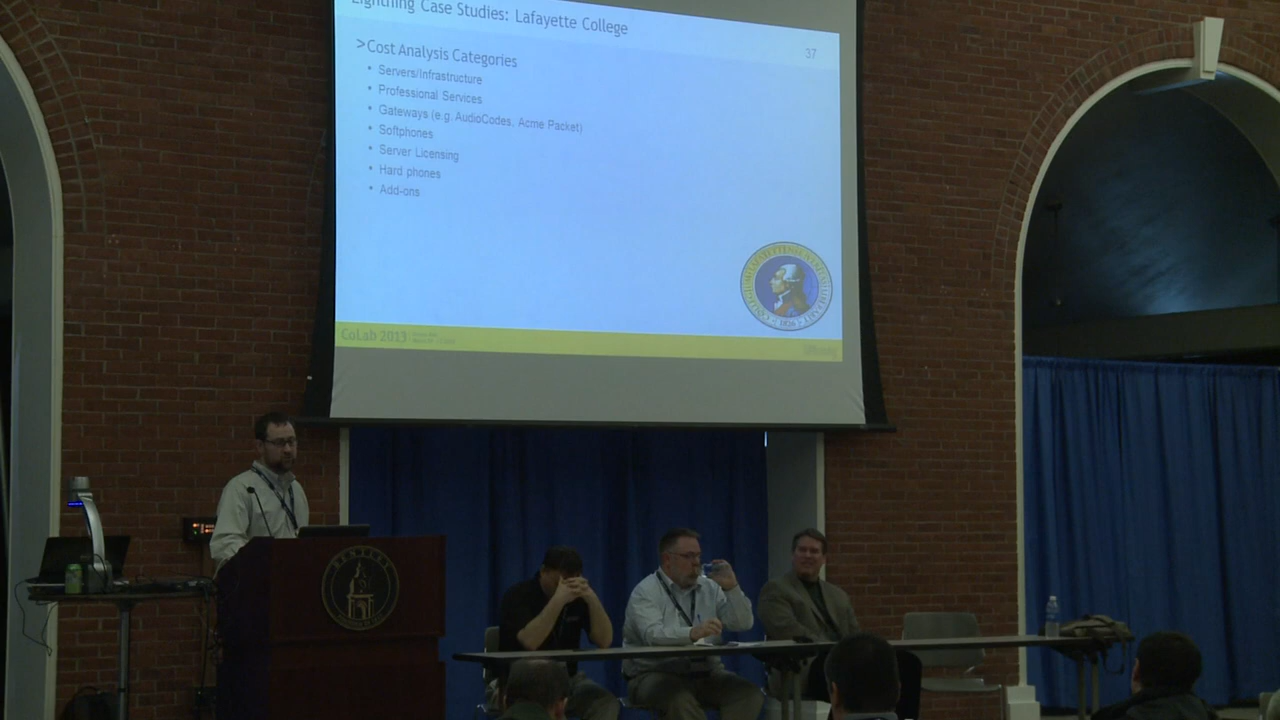 Lightning Case Studies: Lafayette College
37
>Cost Analysis Categories
• Servers/Infrastructure
• Professional Services
• Gateways (e.g. AudioCodes, Acme Packet)
• Softphones
• Server Licensing
• Hard phones
• Add-ons
CoLab 2013
BENTLEY